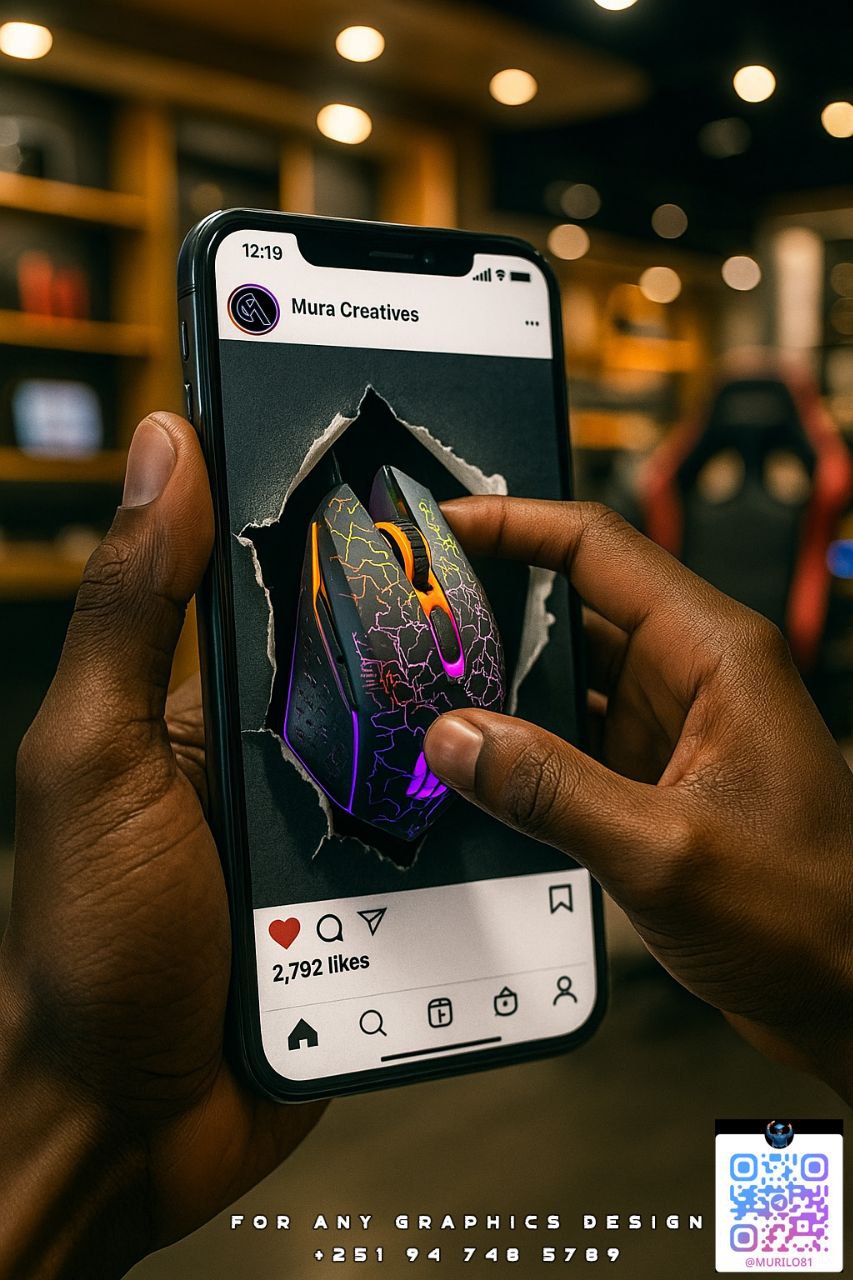 12:19
Mura Creatives
2,792 likes
FOR ANY GRAPHICS DESIGN
+251 94 748 5789
@MURILO81